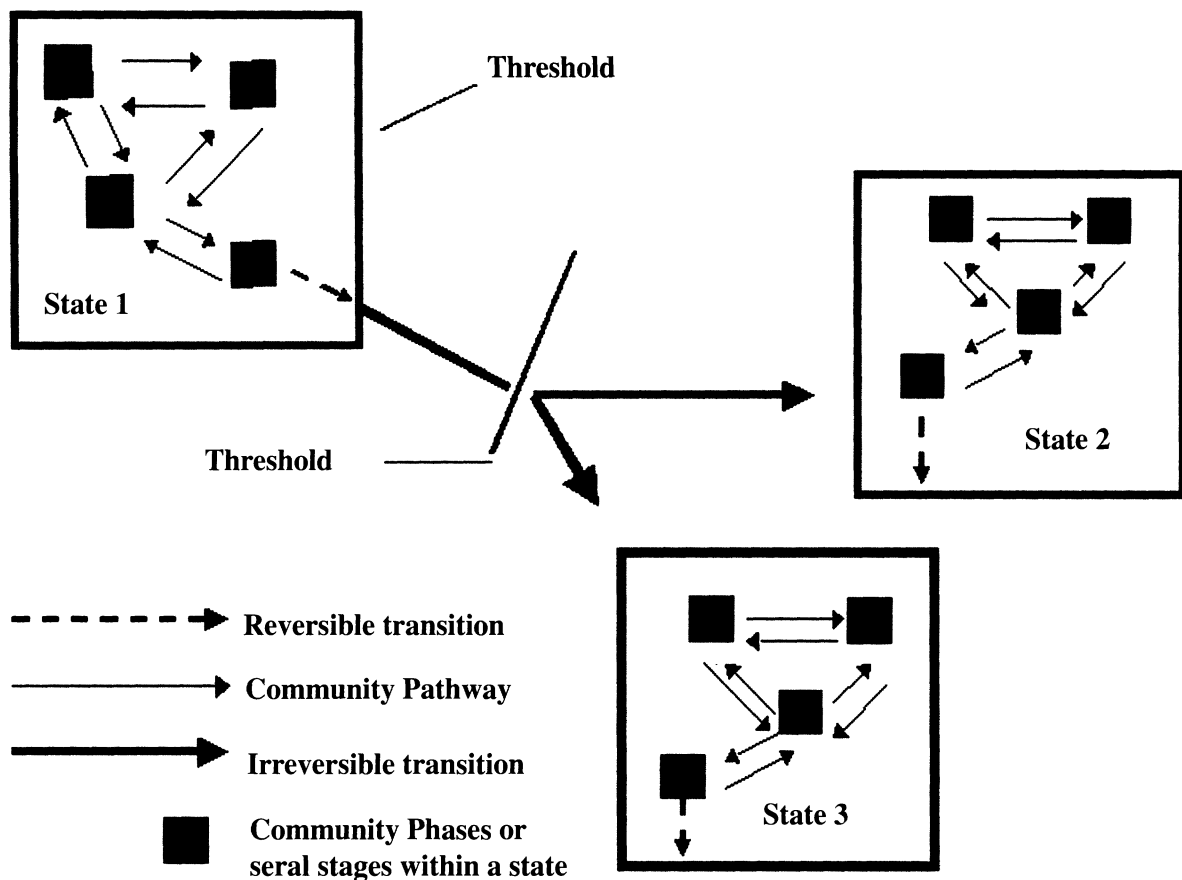 Threshold
State 1
State 2
Threshold
Reversible transition
Community Pathway
Irreversible transition
Community Phases or
seral stages within a state
State 3